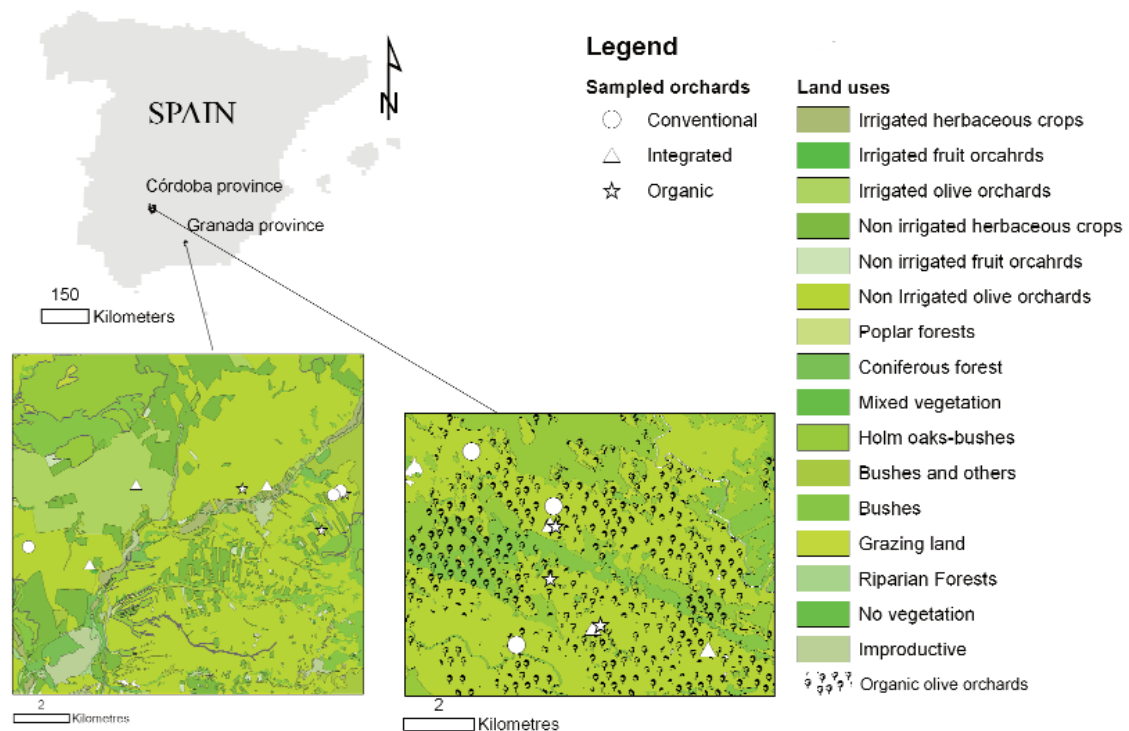 SPAIN
N
Córdoba province
Granada province
150
Kilometers
2
Kilometres
2
Kilometres
Legend
Sampled orchards
Conventional
Integrated
Organic
Land uses
Irrigated herbaceous crops
Irrigated fruit orcahrds
Irrigated olive orchards
Non irrigated herbaceous crops
Non irrigated fruit orcahrds
Non Irrigated olive orchards
Poplar forests
Coniferous forest
Mixed vegetation
Holm oaks-bushes
Bushes and others
Bushes
Grazing land
Riparian Forests
No vegetation
Improductive
Organic olive orchards